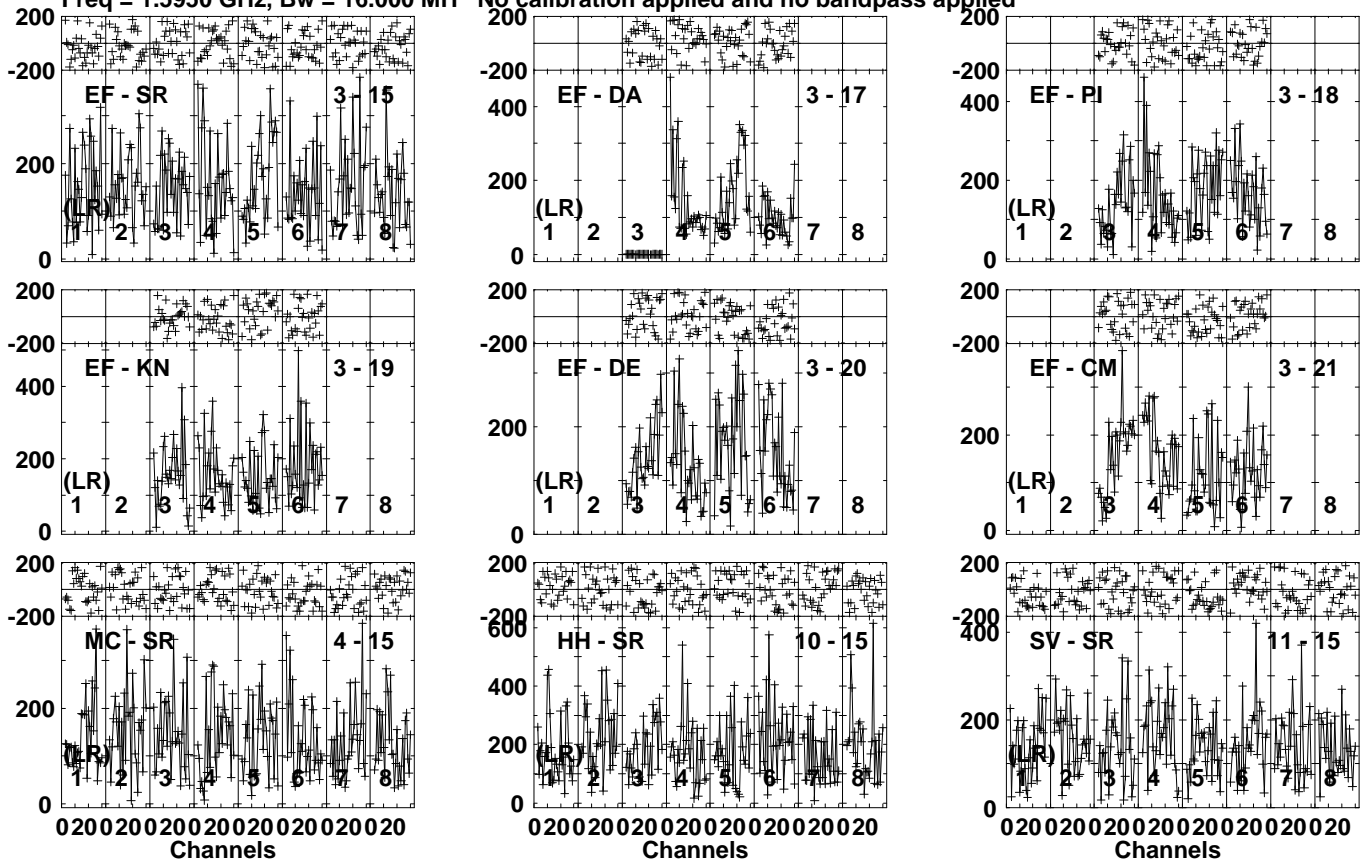 Freq = 1.5950 GHz, Bw = 16.000 MH No calibration applied and no bandpass applied
200
-200
EF - SR 3 - 15
200
(LR)
1 2 3 4 5 6 7 8
0
EF - DA 3 - 17
400
200
(LR)
1 2 3 4 5 6 7 8
0
200
-200
EF - PI 3 - 18
400
200
(LR)
1 2 3 4 5 6 7 8
0
200
-200
EF - KN 3 - 19
400
200
(LR)
1 2 3 4 5 6 7 8
0
EF - DE 3 - 20
200
(LR)
1 2 3 4 5 6 7 8
0
200
-200
EF - CM 3 - 21
200
(LR)
1 2 3 4 5 6 7 8
0
200
-200
MC - SR 4 - 15
200
(LR)
1 2 3 4 5 6 7 8
0
200
-200
600
HH - SR 10 - 15
400
200
(LR)
1 2 3 4 5 6 7 8
0
200
-200
400
SV - SR 11 - 15
200
(LR)
1 2 3 4 5 6 7 8
0
0 20 0 20 0 20 0 20 0 20 0 20 0 20 0 20
0 20 0 20 0 20 0 20 0 20 0 20 0 20 0 20
0 20 0 20 0 20 0 20 0 20 0 20 0 20 0 20
Channels Channels Channels